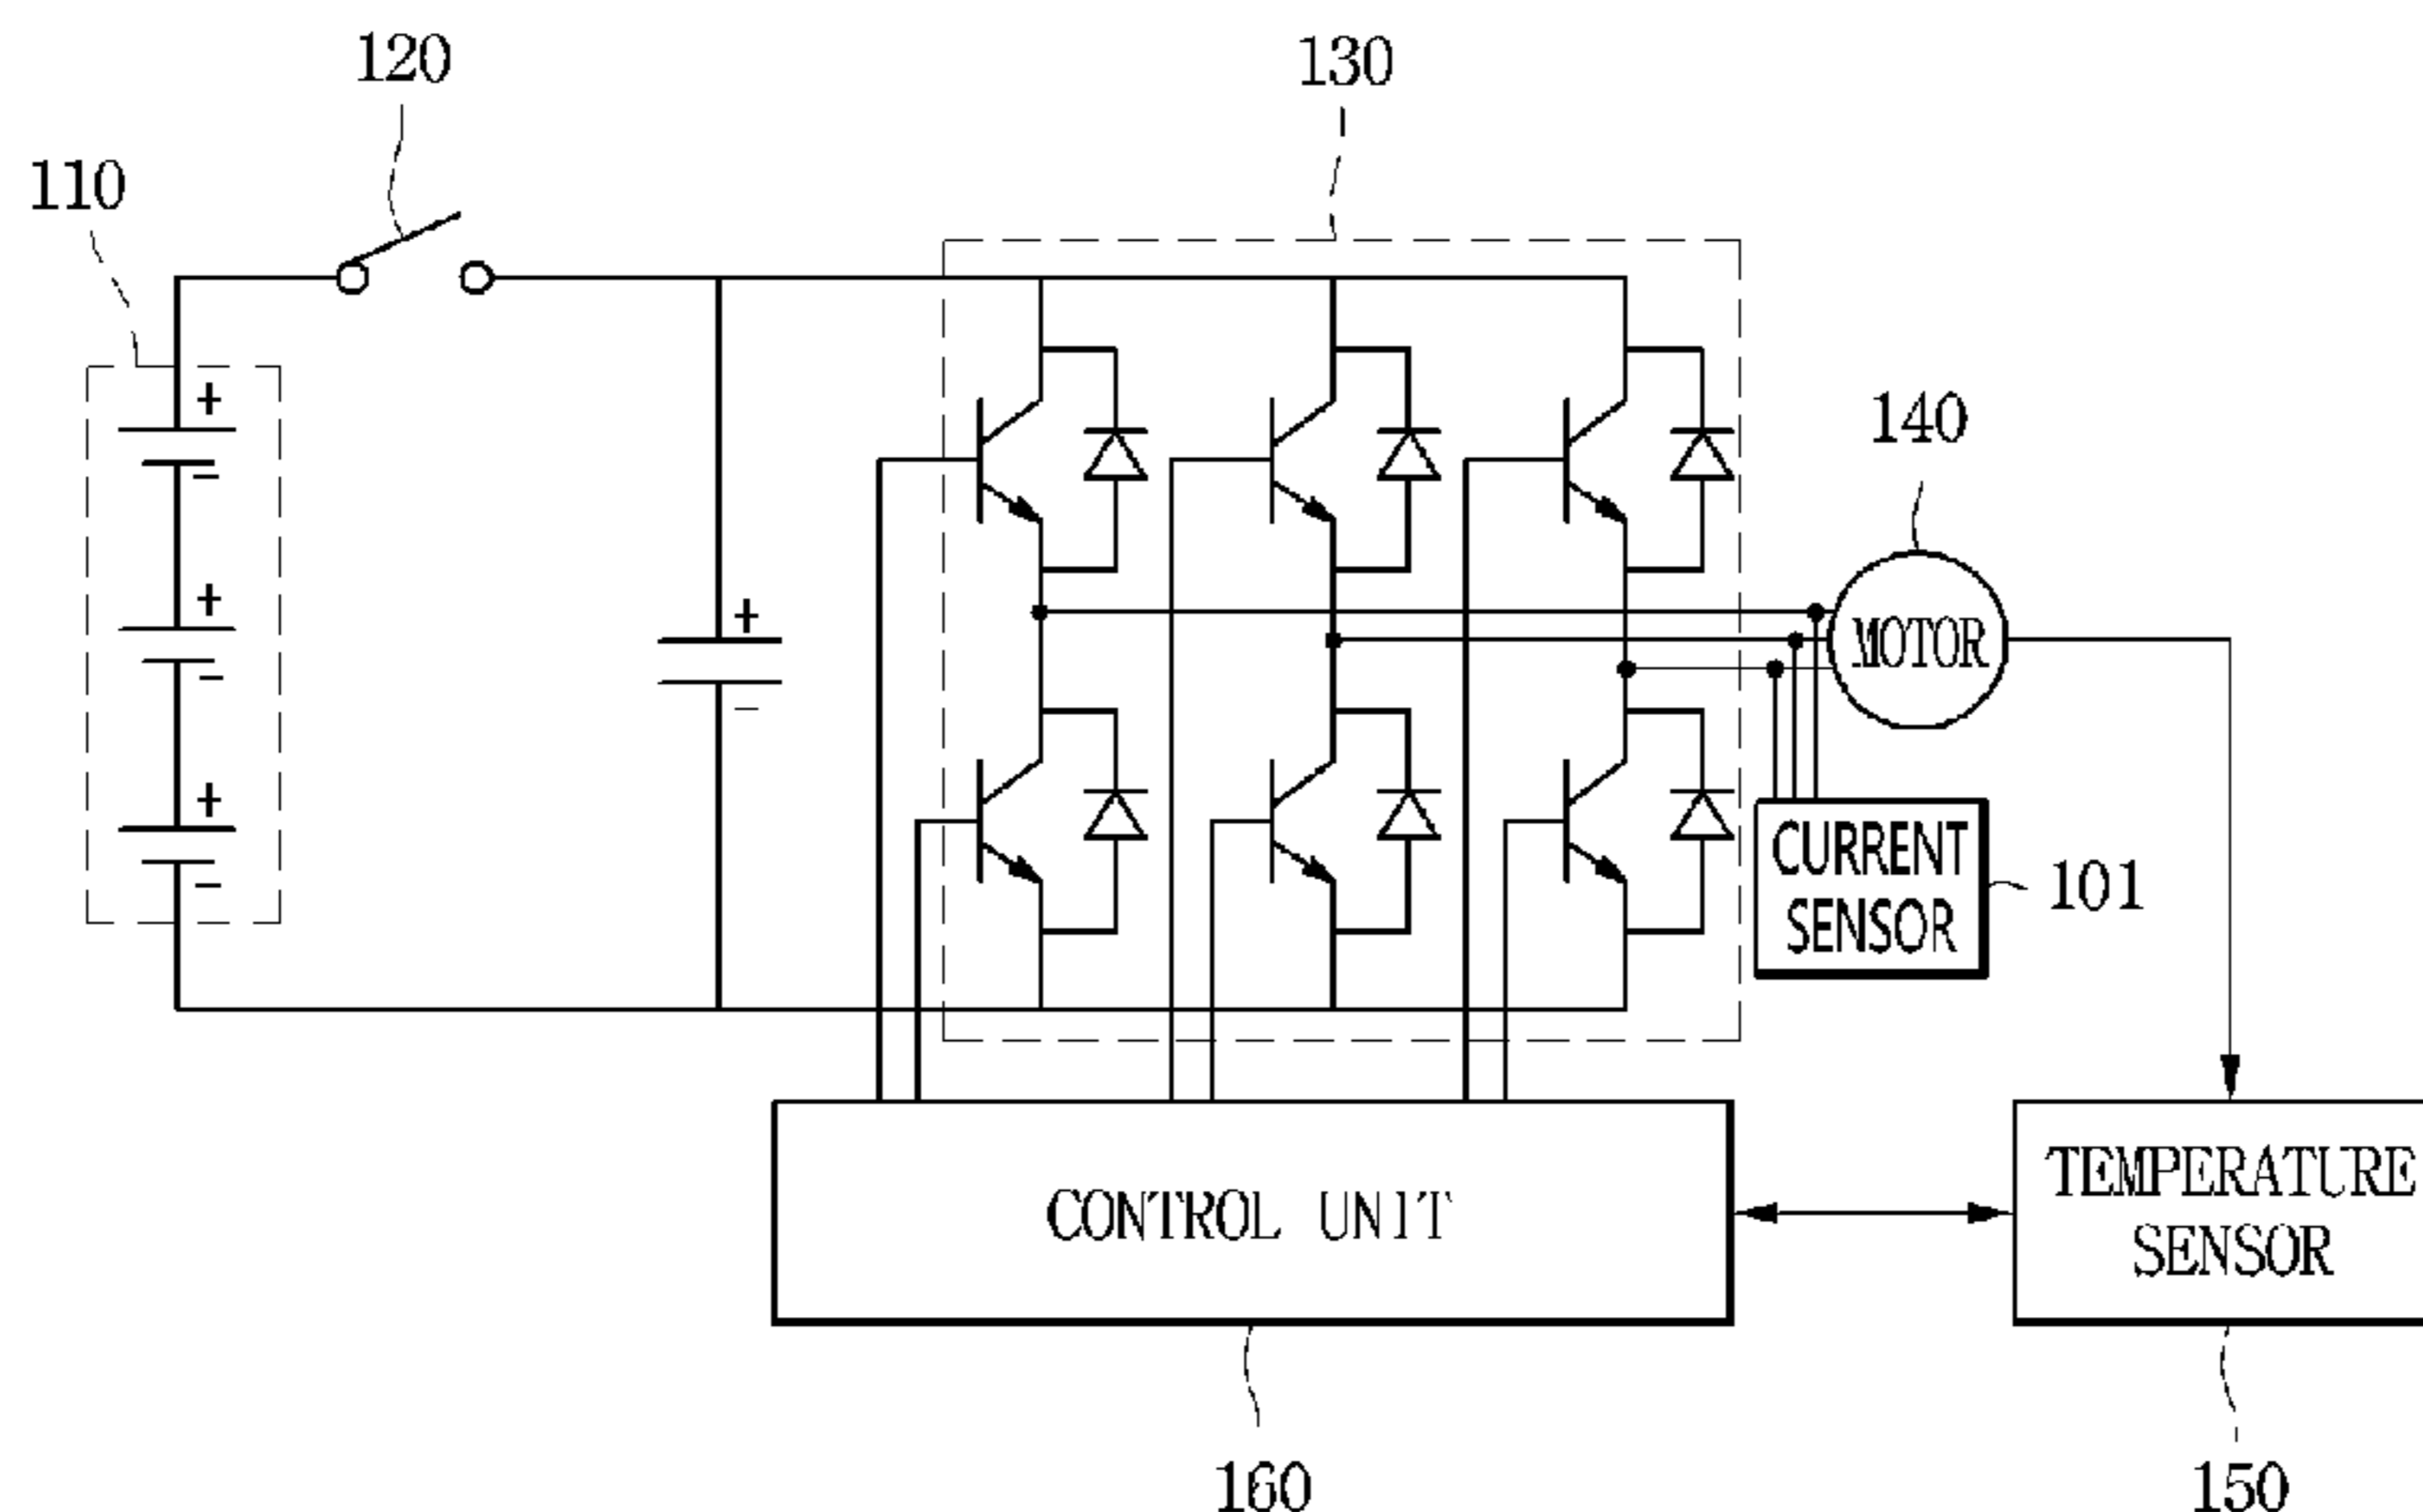 120
130
110
+
-
140
+
-
+
-
MOTOR
+
-
CURRENT
SENSOR
101
CONTROL UNIT
TEMPERATURE
SENSOR
160
150